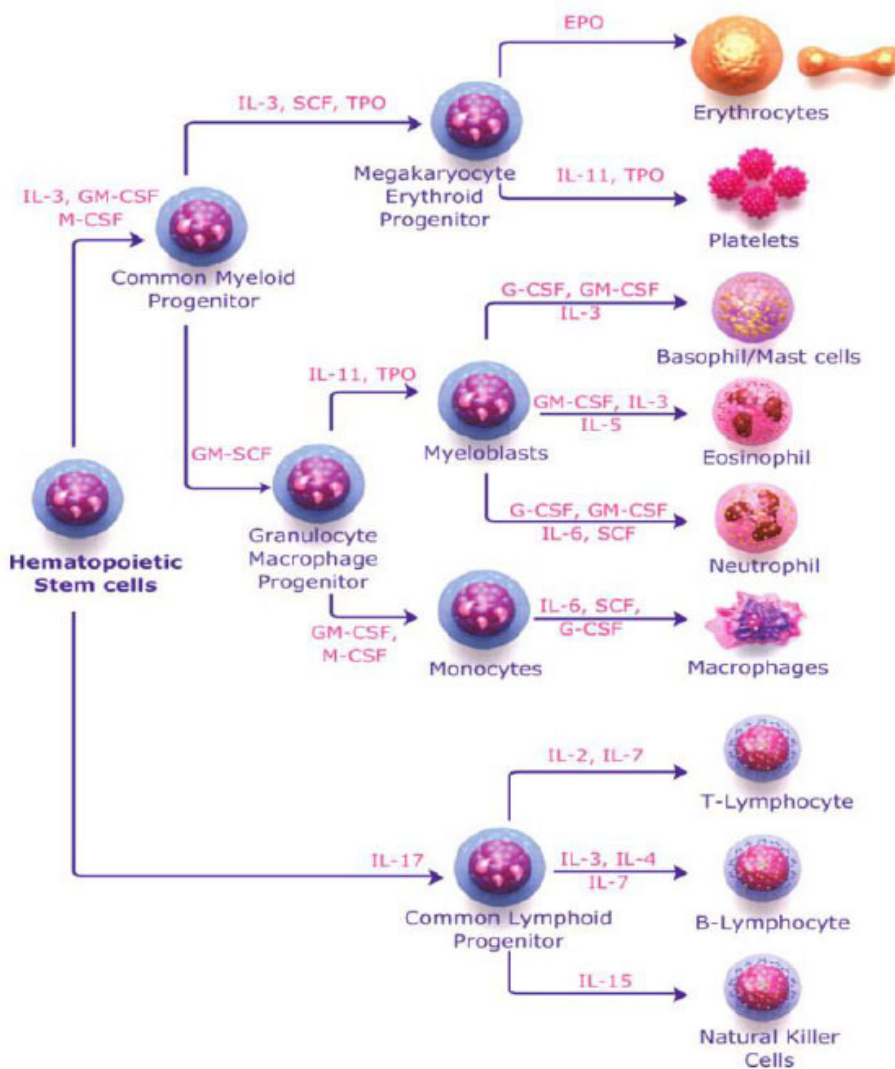 EPO
Erythrocytes
IL-3, SCF, TPO
Megakaryocyte
Erythroid
Progenitor
IL-11, TPO
Platelets
IL-3, GM-CSF
M-CSF
Common Myeloid
Progenitor
G-CSF, GM-CSF
IL-3
Basophil/Mast cells
IL-11, TPO
Myeloblasts
GM-CSF, IL-3
IL-5
Eosinophil
GM-SCF
Granulocyte
Macrophage
Progenitor
G-CSF, GM-CSF
IL-6, SCF
Neutrophil
Hematopoietic
Stem cells
GM-CSF,
M-CSF
Monocytes
IL-6, SCF,
G-CSF
Macrophages
IL-2, IL-7
T-Lymphocyte
IL-17
Common Lymphoid
Progenitor
IL-3, IL-4
IL-7
B-Lymphocyte
IL-15
Natural Killer
Cells